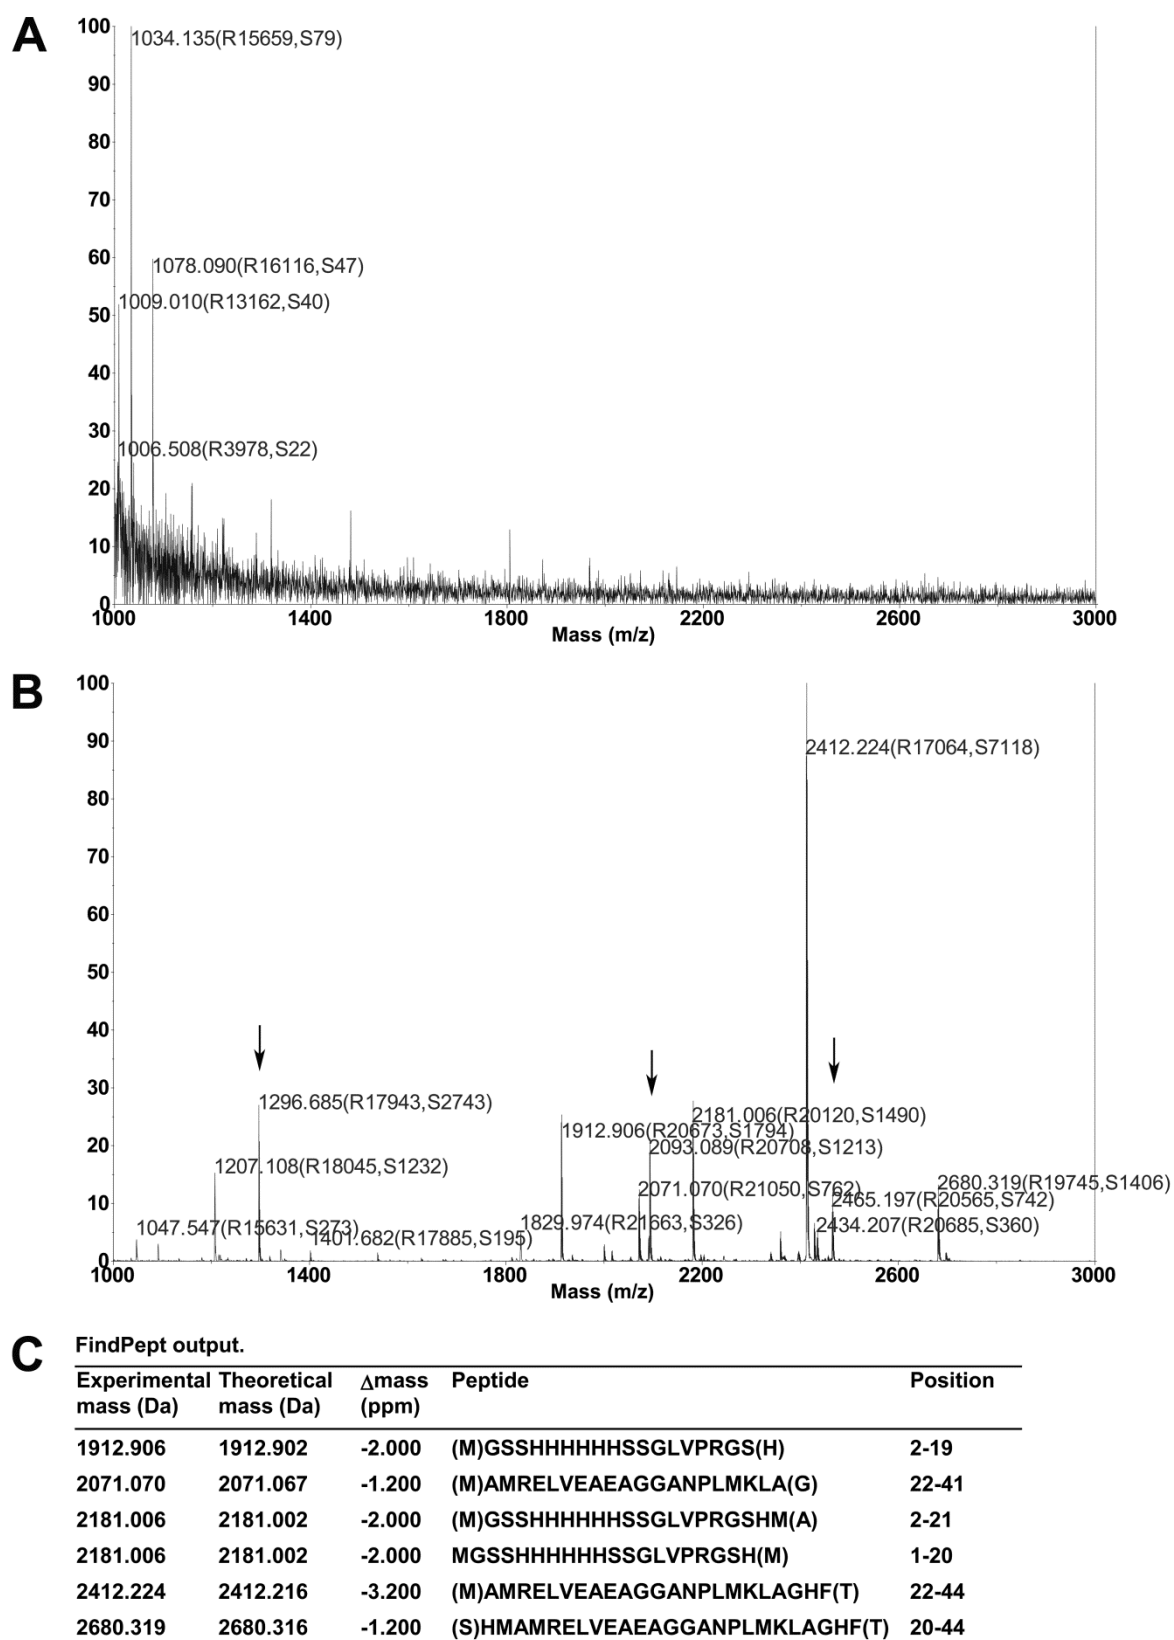 A
100
1034.135(R15659,S79)
90
80
70
60
1078.090(R16116,S47)
1009.010(R13162,S40)
50
40
30
1006.508(R3978,S22)
20
10
0
1000 1400 1800 2200 2600 3000
Mass (m/z)
B
100
2412.224(R17064,S7118)
90
80
70
60
50
40
30
1296.685(R17943,S2743)
2181.006(R20120,S1490)
1912.906(R20673,S1794)
20
2093.089(R20708,S1213)
1207.108(R18045,S1232)
2680.319(R19745,S1406)
2071.070(R21050,S762)
10
2465.197(R20565,S742)
1829.974(R21663,S326)
1047.547(R15631,S273)
2434.207(R20685,S360)
1401.682(R17885,S195)
0
1000 1400 1800 2200 2600 3000
Mass (m/z)
C
FindPept output.
Experimental mass (Da) Theoretical mass (Da) Δmass (ppm) Peptide Position
1912.906 1912.902 -2.000 (M)GSSHHHHHHSSGLVPRGS(H) 2-19
2071.070 2071.067 -1.200 (M)AMRELVEAEAGGANPLMKLA(G) 22-41
2181.006 2181.002 -2.000 (M)GSSHHHHHHSSGLVPRGSHM(A) 2-21
2181.006 2181.002 -2.000 MGSSHHHHHHSSGLVPRGSH(M) 1-20
2412.224 2412.216 -3.200 (M)AMRELVEAEAGGANPLMKLAGHF(T) 22-44
2680.319 2680.316 -1.200 (S)HMAMRELVEAEAGGANPLMKLAGHF(T) 20-44